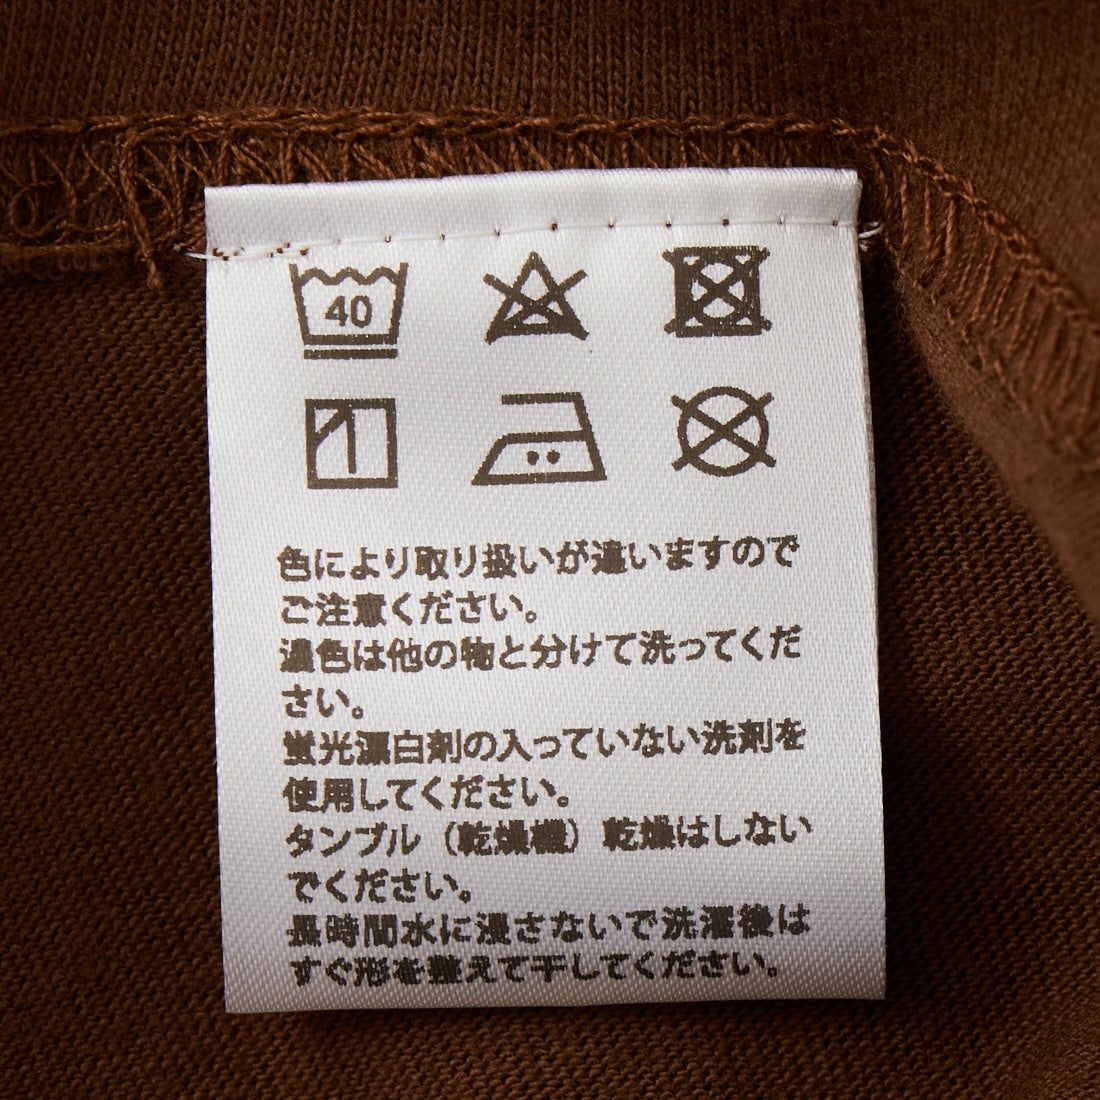 40
色により取り扱いが違いますので
ご注意ください。
濃色は他の物と分けて洗ってくだ
さい。
蛍光漂白剤の入っていない洗剤を
使用してください。
タンブル（乾燥機）乾燥はしない
でください。
長時間水に浸さないで洗濯後は
すぐ形を整えて干してください。